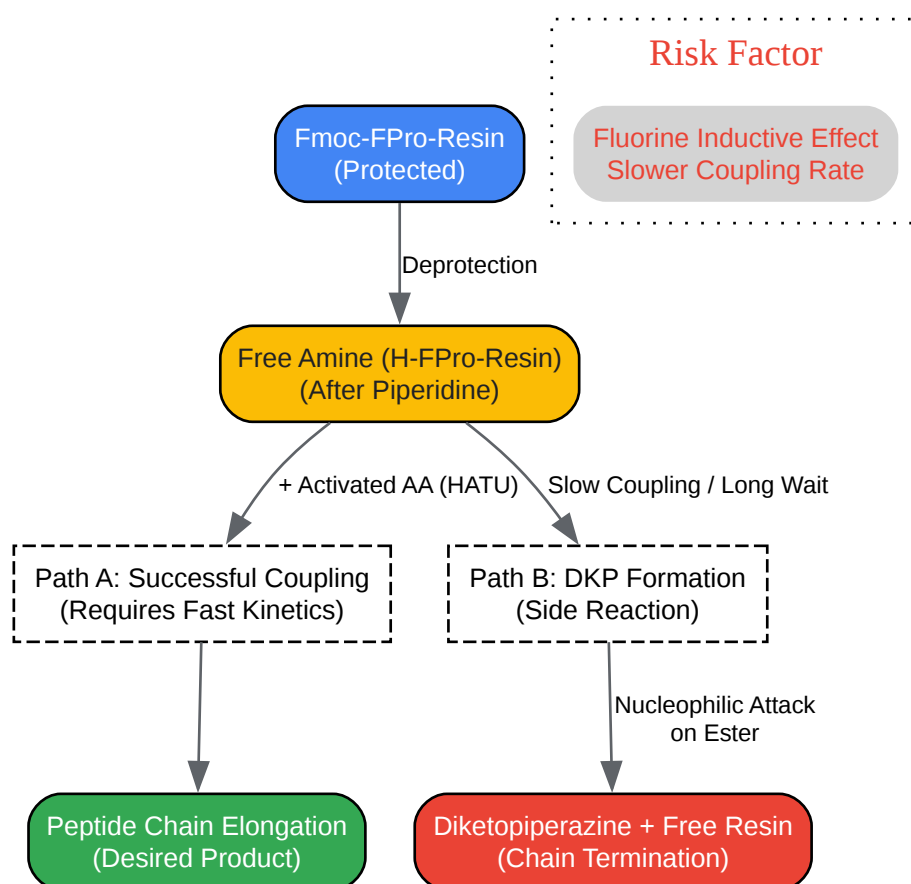 Risk Factor
Fluorine Inductive Effect
Slower Coupling Rate
Fmoc-FPro-Resin
(Protected)
Deprotection
Free Amine (H-FPro-Resin)
(After Piperidine)
+ Activated AA (HATU)
Slow Coupling / Long Wait
Path A: Successful Coupling
(Requires Fast Kinetics)
Path B: DKP Formation
(Side Reaction)
Nucleophilic Attack
on Ester
Peptide Chain Elongation
(Desired Product)
Diketopiperazine + Free Resin
(Chain Termination)